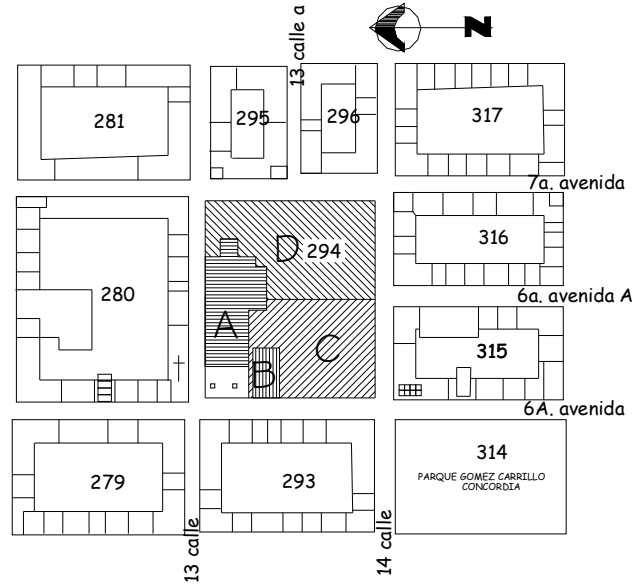 13 calle a
N
281
295
296
317
7a. avenida
280
D 294
316
6a. avenida A
A
C
315
B
6A. avenida
279
293
314
PARQUE GOMEZ CARRILLO
CONCORDIA
13 calle
14 calle